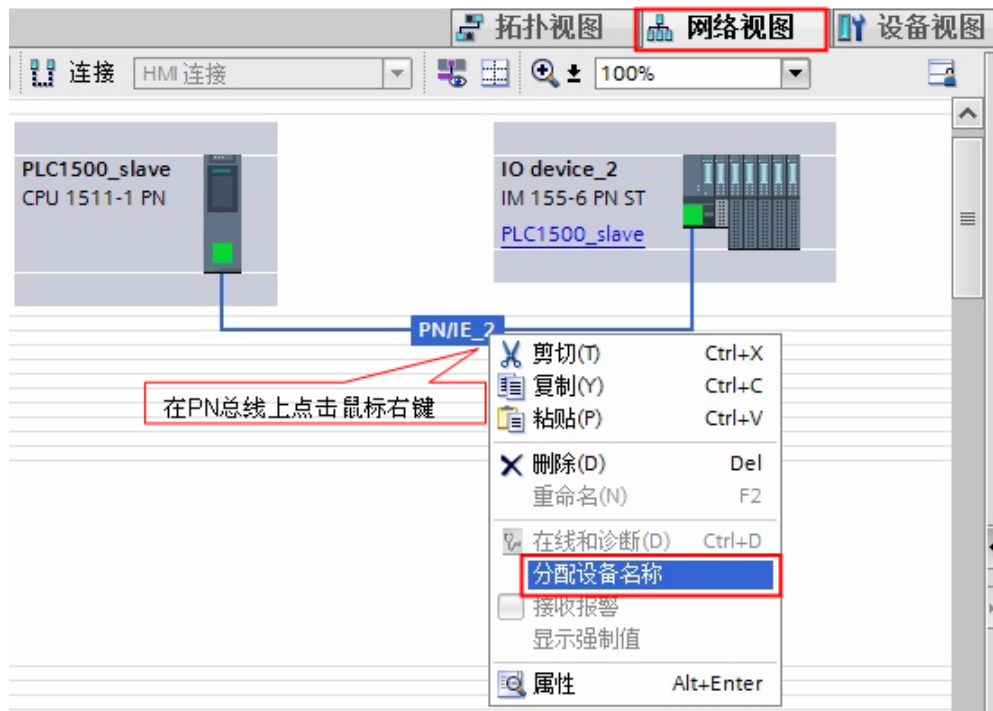 拓扑视图 网络视图 设备视图
连接 HMI 连接 100%
PLC1500_slave
CPU 1511-1 PN
IO device_2
IM 155-6 PN ST
PLC1500_slave
PN/IE_2
在PN总线上点击鼠标右键
剪切(T) Ctrl+X
复制(Y) Ctrl+C
粘贴(P) Ctrl+V
删除(D) Del
重命名(N) F2
在线和诊断(D) Ctrl+D
分配设备名称
接收报警
显示强制值
属性 Alt+Enter